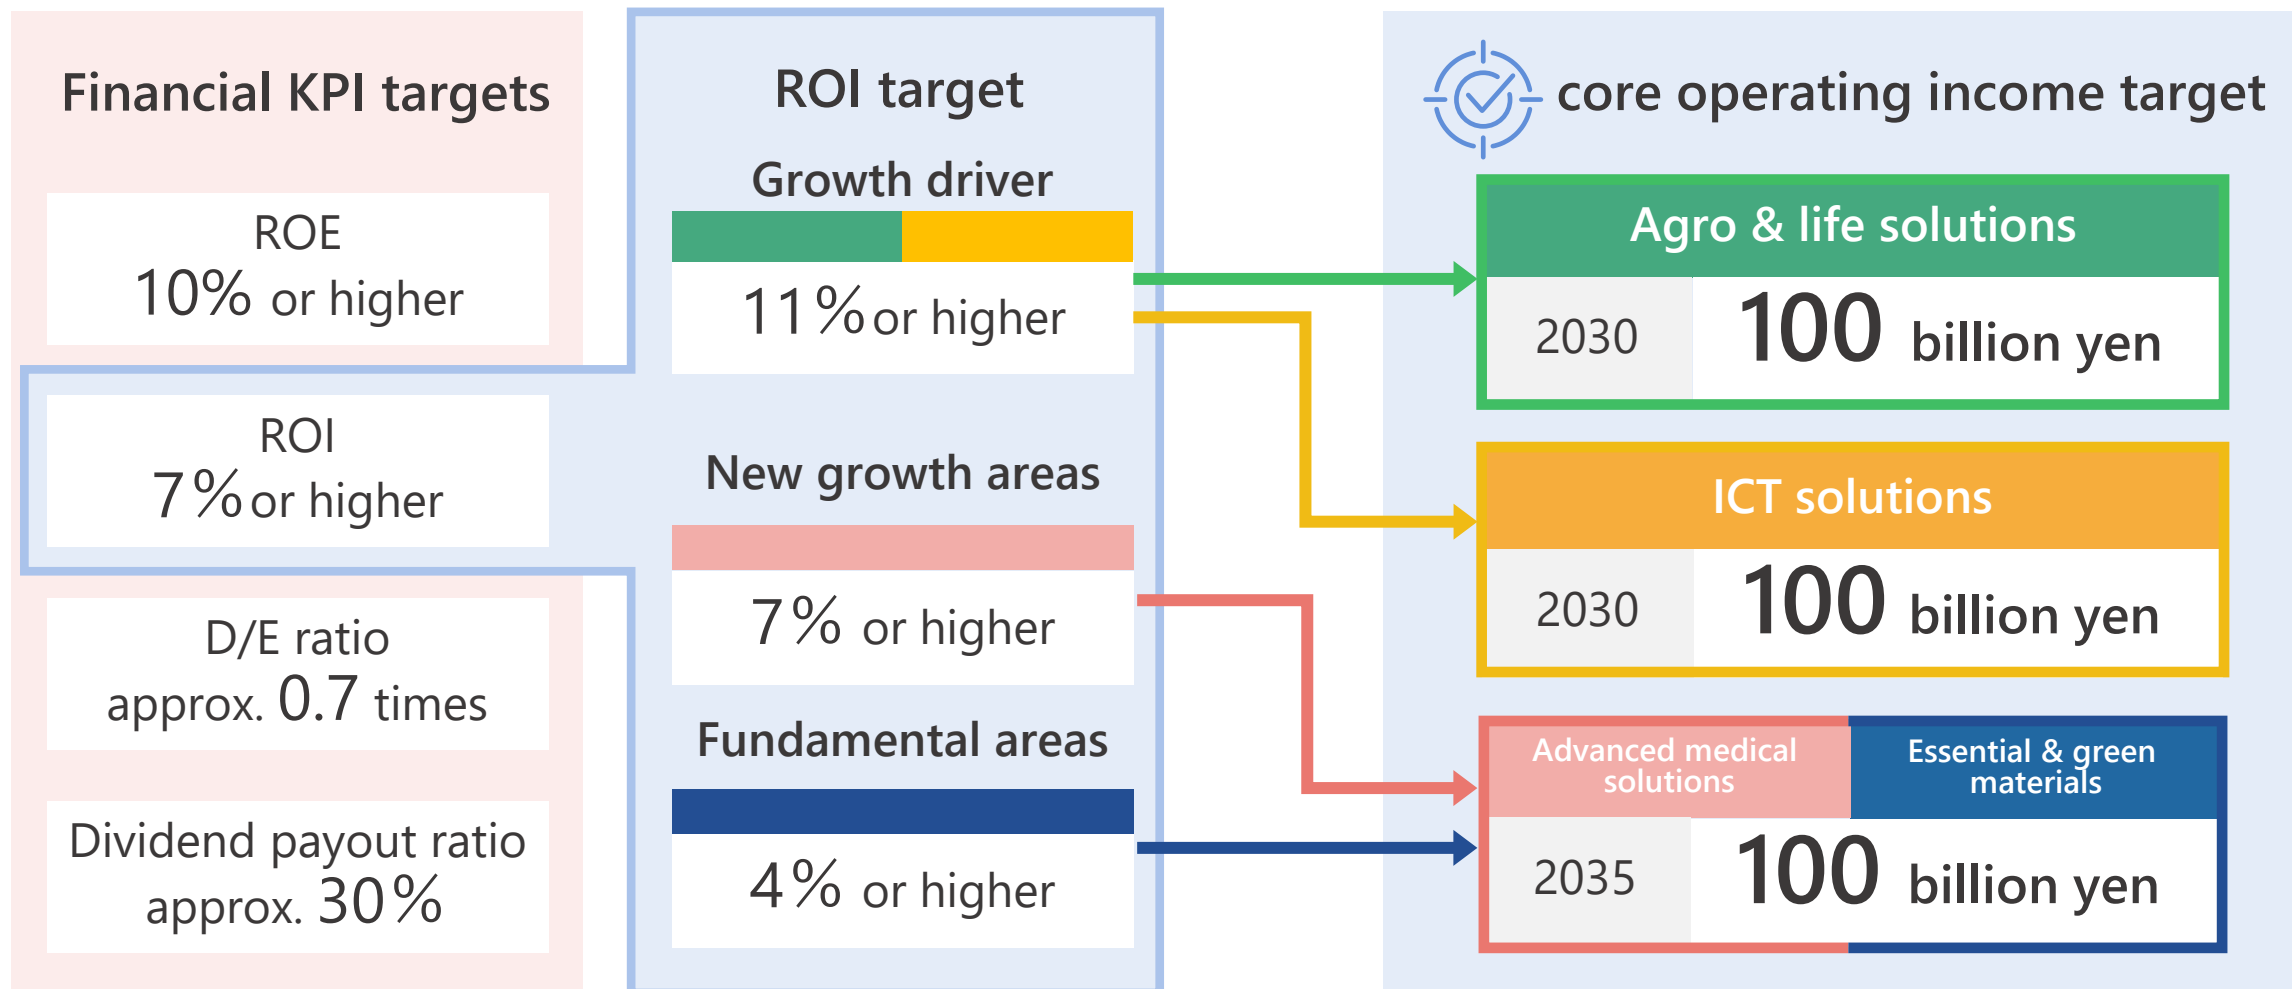 Financial KPI targets
ROE
10% or higher
ROI
7% or higher
D/E ratio
approx. 0.7 times
Dividend payout ratio
approx. 30%
ROI target
Growth driver
11% or higher
New growth areas
7% or higher
Fundamental areas
4% or higher
core operating income target
Agro & life solutions
2030 100 billion yen
ICT solutions
2030 100 billion yen
Advanced medical
solutions
Essential & green
materials
2035 100 billion yen